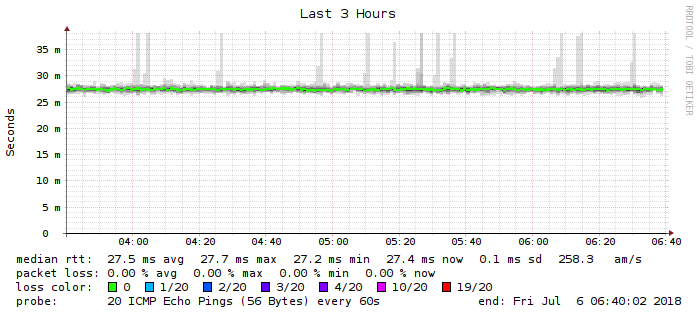 Last 3 Hours
RRDTOOL / TOBI OETIKER
Seconds
35 m
30 m
25 m
20 m
15 m
10 m
5 m
0
04:00 04:20 04:40 05:00 05:20 05:40 06:00 06:20 06:40
median rtt: 27.5 ms avg 27.7 ms max 27.2 ms min 27.4 ms now 0.1 ms sd 258.3 am/s
packet loss: 0.00 % avg 0.00 % max 0.00 % min 0.00 % now
loss color: 0 1/20 2/20 3/20 4/20 10/20 19/20
probe: 20 ICMP Echo Pings (56 Bytes) every 60s end: Fri Jul 6 06:40:02 2018